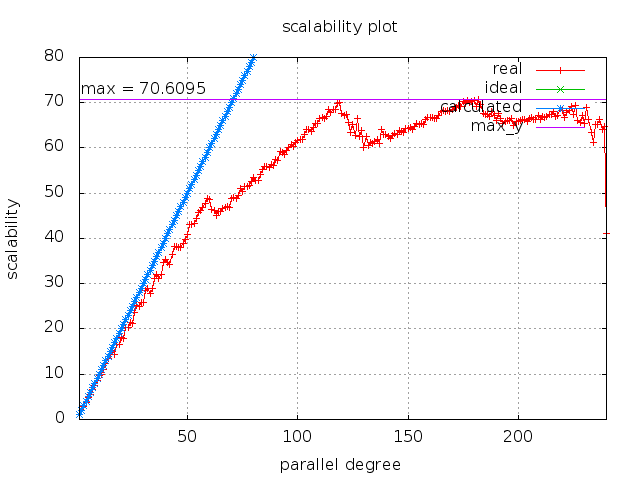 scalability plot
80
70
60
50
40
30
20
10
0
max = 70.6095
real
ideal
calculated
max_y
scalability
50
100
150
200
parallel degree